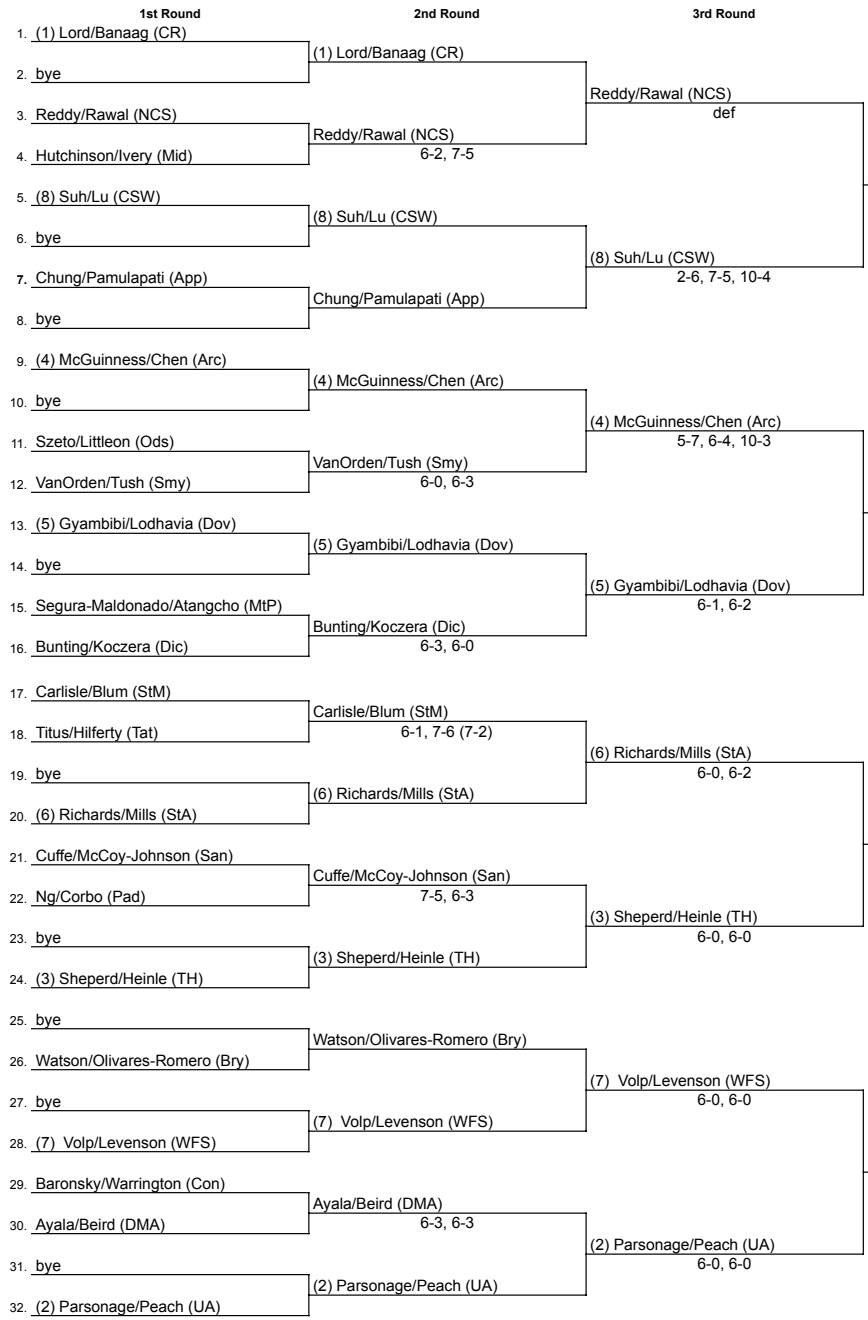 1st Round
2nd Round
3rd Round
1. (1) Lord/Banaag (CR)
(1) Lord/Banaag (CR)
2. bye
Reddy/Rawal (NCS)
def
3. Reddy/Rawal (NCS)
Reddy/Rawal (NCS)
6-2, 7-5
4. Hutchinson/Ivery (Mid)
5. (8) Suh/Lu (CSW)
(8) Suh/Lu (CSW)
6. bye
(8) Suh/Lu (CSW)
2-6, 7-5, 10-4
7. Chung/Pamulapati (App)
Chung/Pamulapati (App)
8. bye
9. (4) McGuinness/Chen (Arc)
(4) McGuinness/Chen (Arc)
10. bye
(4) McGuinness/Chen (Arc)
5-7, 6-4, 10-3
11. Szeto/Littleon (Ods)
VanOrden/Tush (Smy)
6-0, 6-3
12. VanOrden/Tush (Smy)
13. (5) Gyambibi/Lodhavia (Dov)
(5) Gyambibi/Lodhavia (Dov)
14. bye
(5) Gyambibi/Lodhavia (Dov)
6-1, 6-2
15. Segura-Maldonado/Atangcho (MtP)
Bunting/Koczera (Dic)
6-3, 6-0
16. Bunting/Koczera (Dic)
17. Carlisle/Blum (StM)
Carlisle/Blum (StM)
6-1, 7-6 (7-2)
18. Titus/Hilferty (Tat)
(6) Richards/Mills (StA)
6-0, 6-2
19. bye
(6) Richards/Mills (StA)
20. (6) Richards/Mills (StA)
21. Cuffe/McCoy-Johnson (San)
Cuffe/McCoy-Johnson (San)
7-5, 6-3
22. Ng/Corbo (Pad)
(3) Sheperd/Heinle (TH)
6-0, 6-0
23. bye
(3) Sheperd/Heinle (TH)
24. (3) Sheperd/Heinle (TH)
25. bye
Watson/Olivares-Romero (Bry)
26. Watson/Olivares-Romero (Bry)
(7) Volp/Levenson (WFS)
6-0, 6-0
27. bye
(7) Volp/Levenson (WFS)
28. (7) Volp/Levenson (WFS)
29. Baronsky/Warrington (Con)
Ayala/Beird (DMA)
6-3, 6-3
30. Ayala/Beird (DMA)
(2) Parsonage/Peach (UA)
6-0, 6-0
31. bye
(2) Parsonage/Peach (UA)
32. (2) Parsonage/Peach (UA)